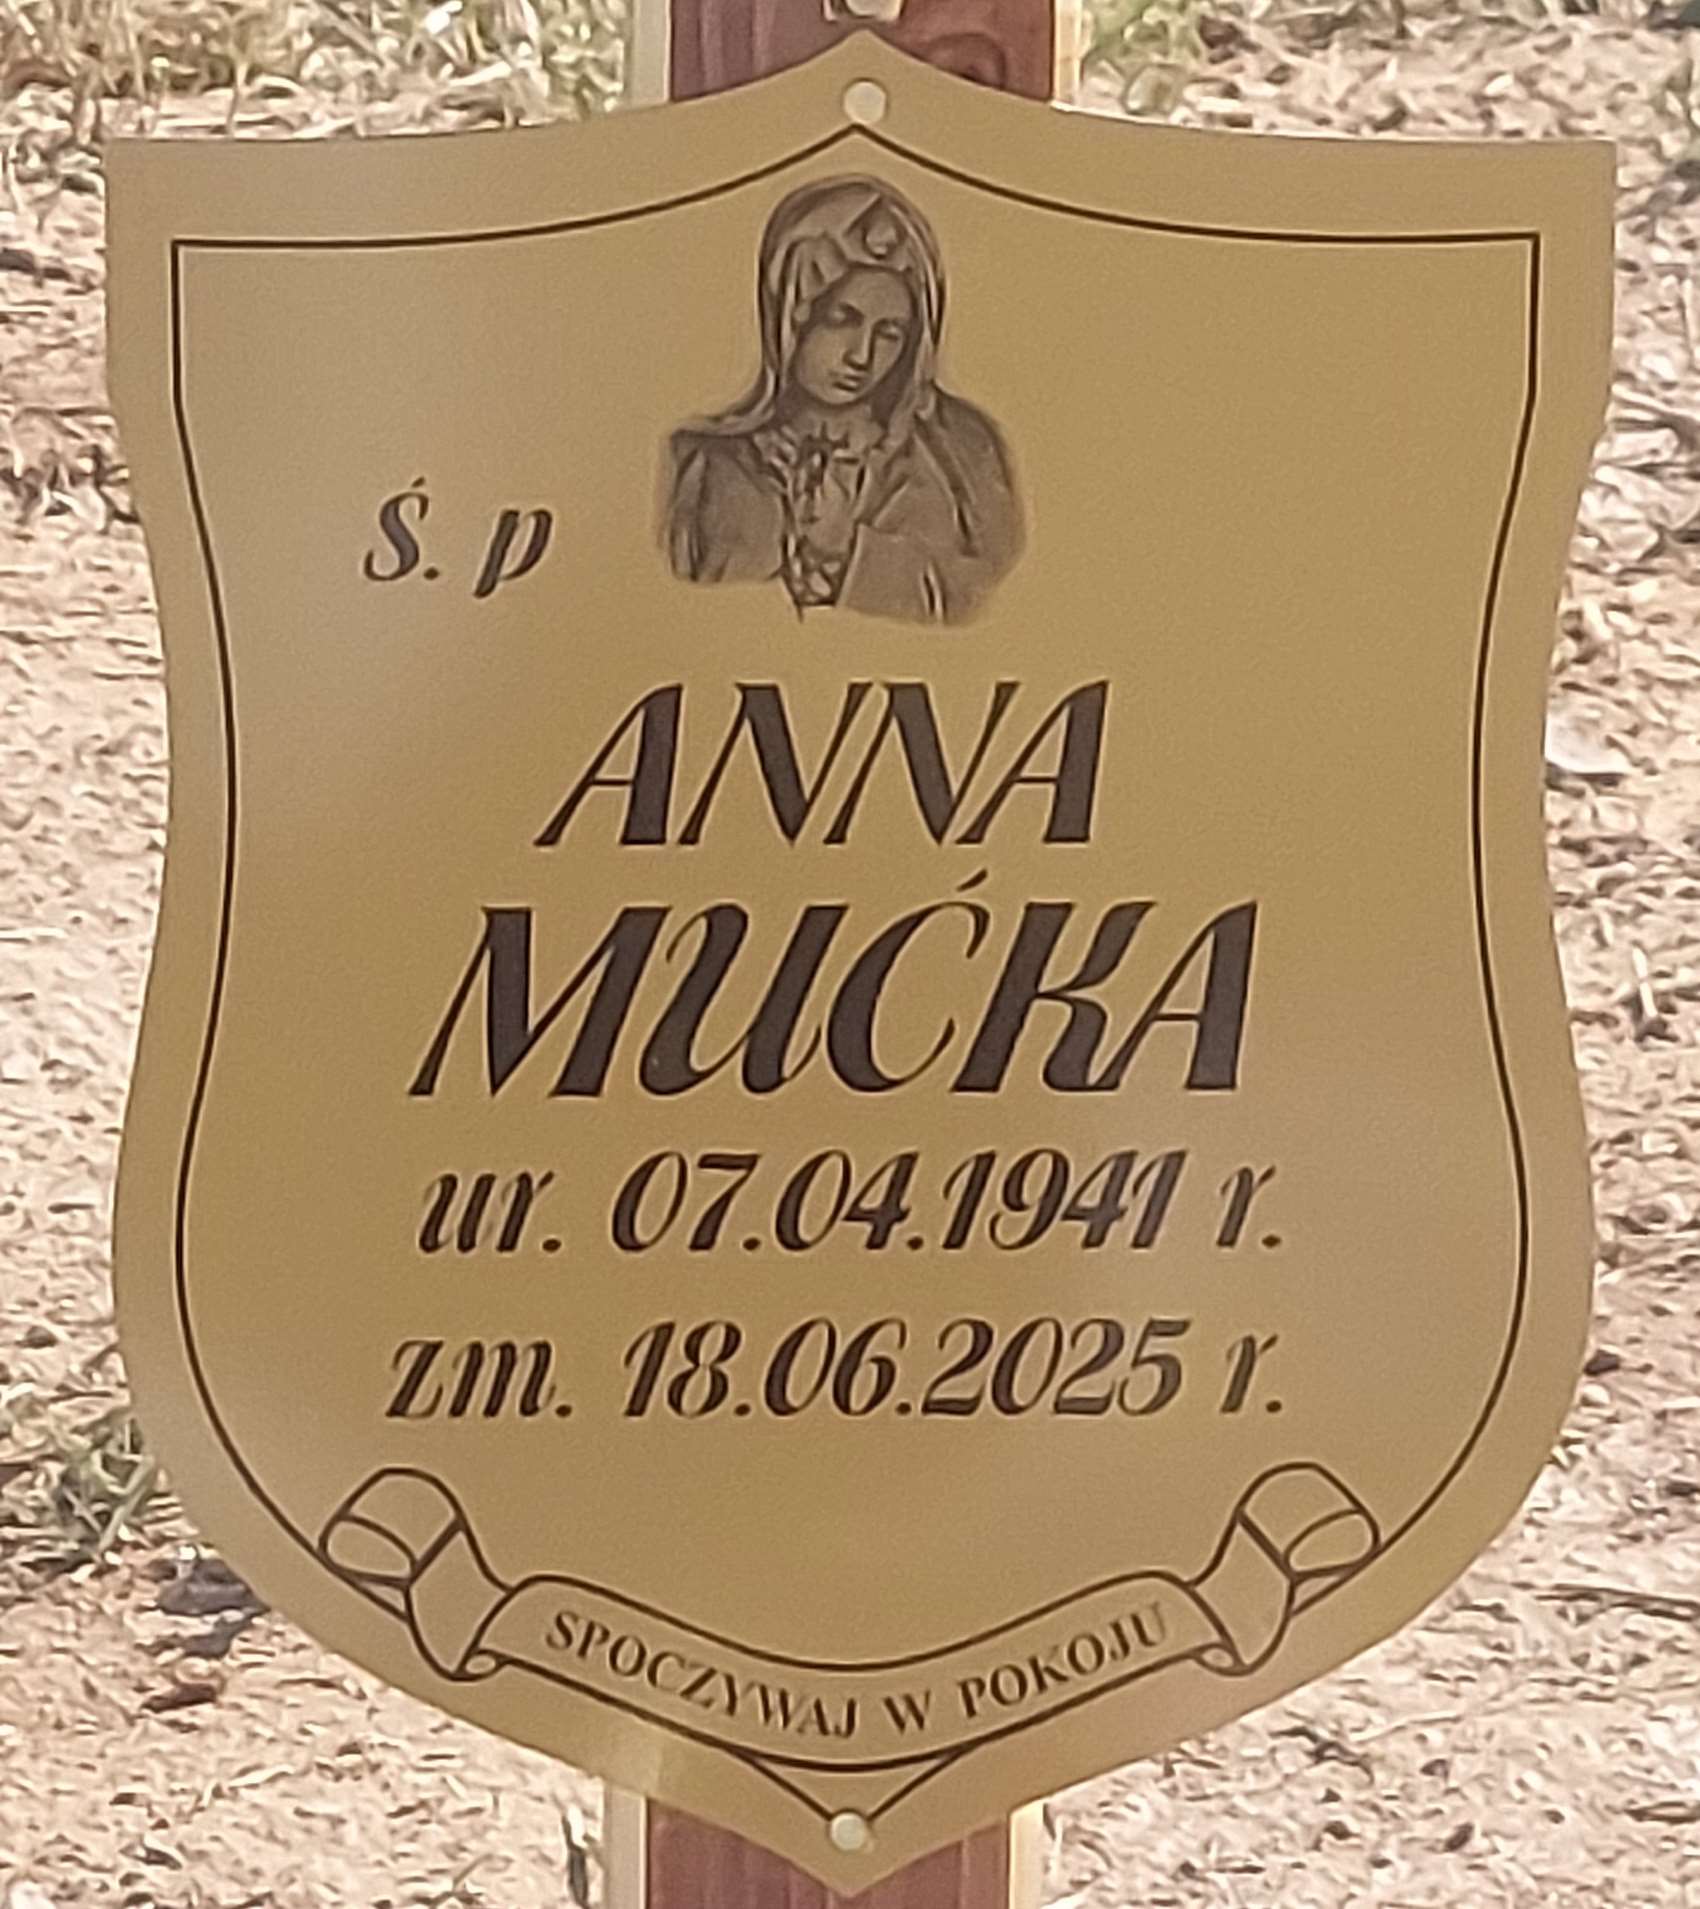 Ś. p
ANNA
MUĆKA
ur. 07.04.1941 r.
zm. 18.06.2025 r.
SPOCZYWAJ W POKOJU